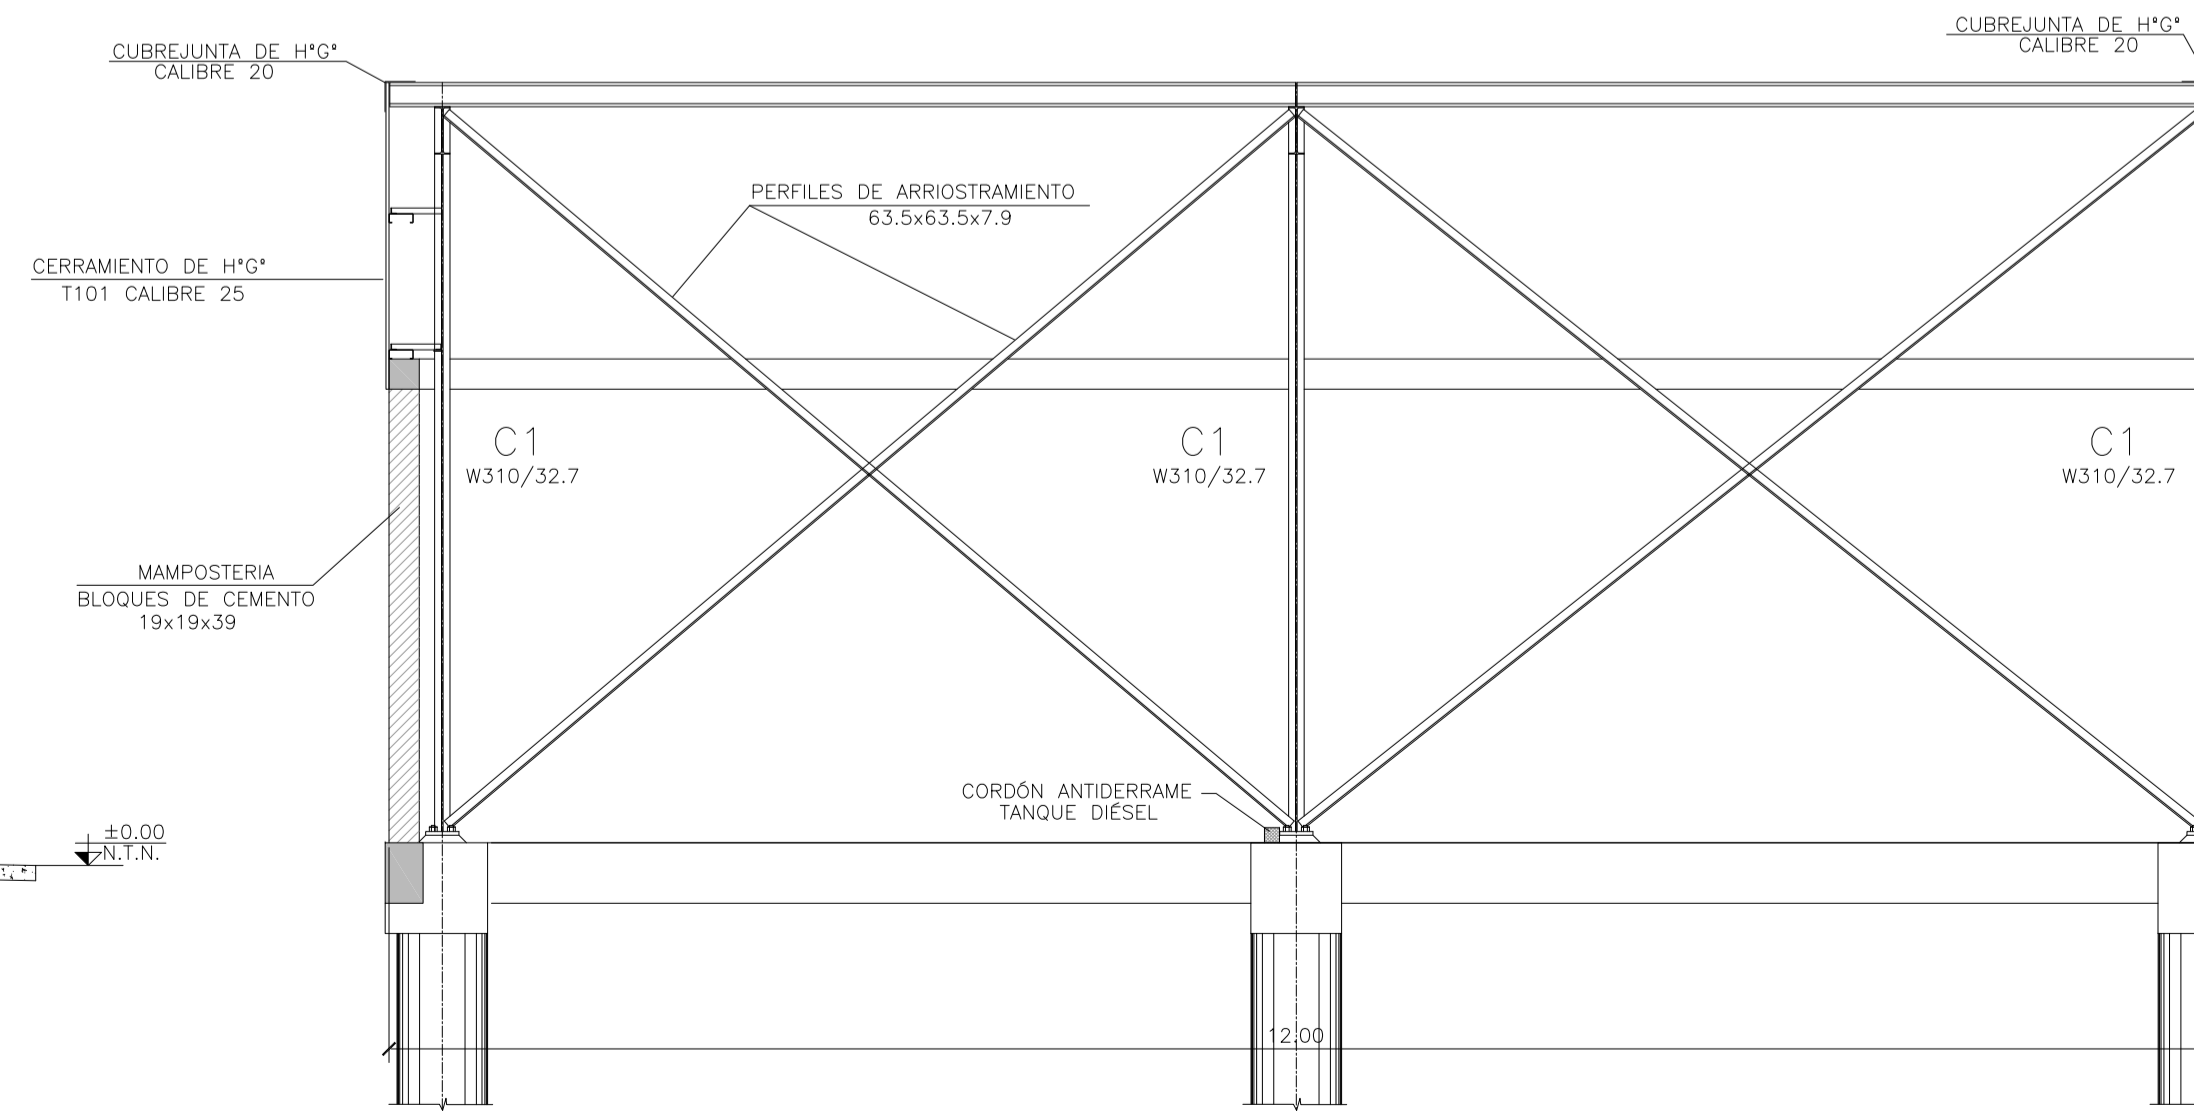 CUBREJUNTA DE H°G°
CALIBRE 20
CUBREJUNTA DE H°G°
CALIBRE 20
PERFILES DE ARRIOSTRAMIENTO
63.5x63.5x7.9
CERRAMIENTO DE H°G°
T101 CALIBRE 25
C1
W310/32.7
C1
W310/32.7
C1
W310/32.7
MAMPOSTERIA
BLOQUES DE CEMENTO
19x19x39
CORDÓN ANTIDERRAME
TANQUE DIÉSEL
±0.00
N.T.N.
12.00